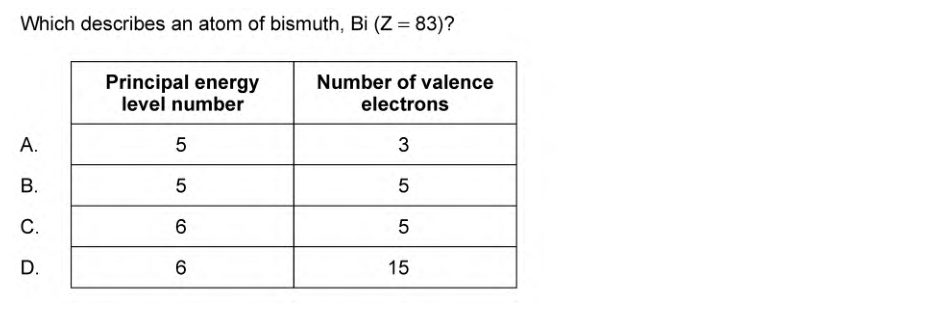 Which describes an atom of bismuth, Bi (Z = 83)?
Principal energy level number Number of valence electrons
A. 5 3
B. 5 5
C. 6 5
D. 6 15